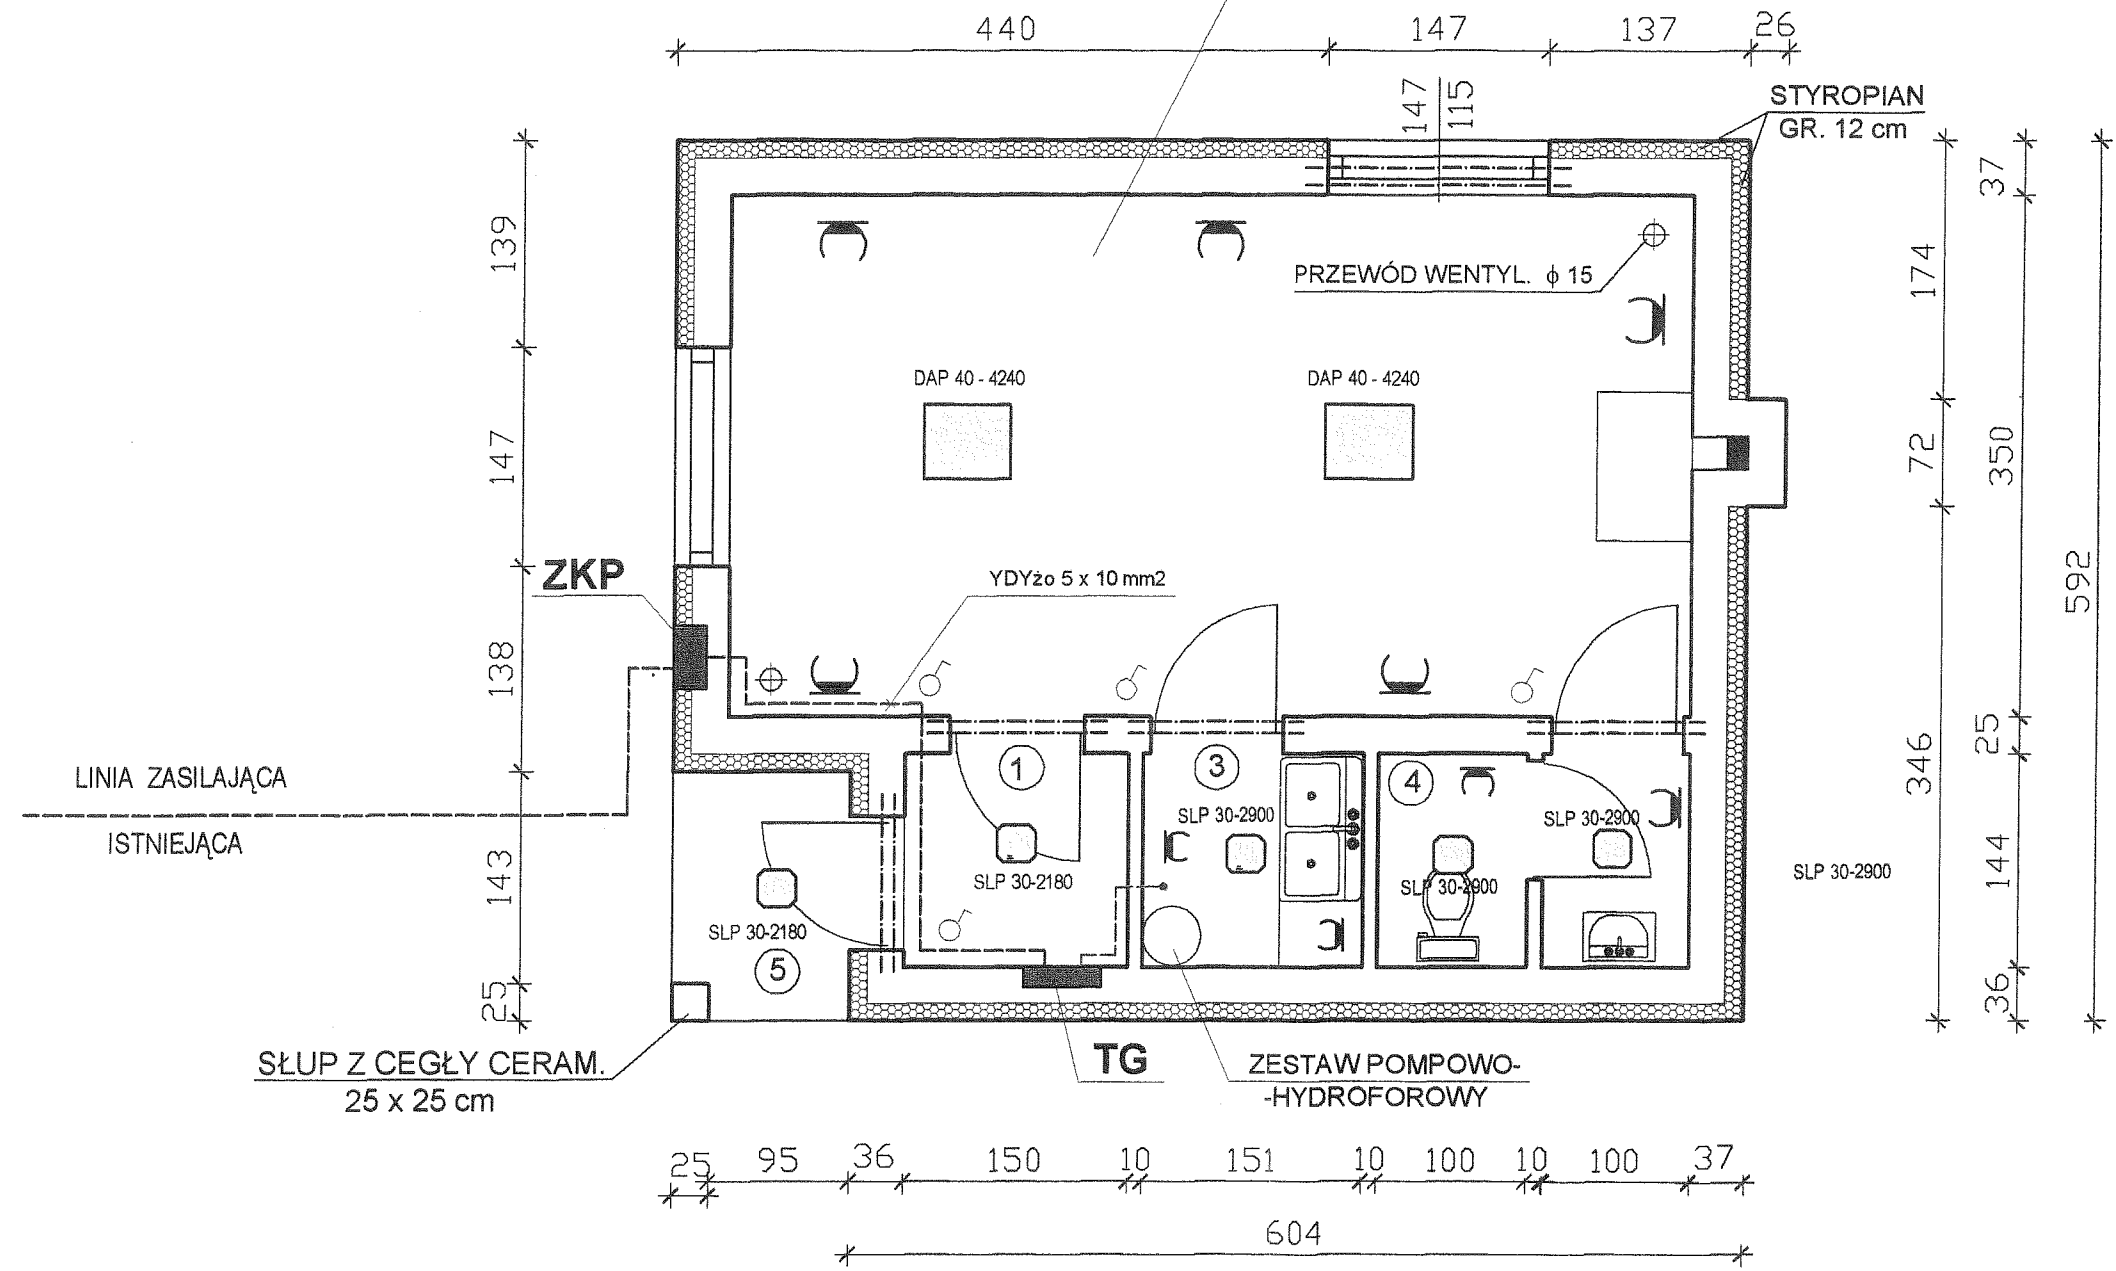 440 147 137 26
147
115
STYROPIAN
GR. 12 cm
139
37
174
PRZEWÓD WENTYL. ϕ 15
DAP 40 - 4240 DAP 40 - 4240
147
72
350
592
ZKP
YDYżo 5 x 10 mm2
138
25
346
LINIA ZASILAJĄCA
ISTNIEJĄCA
1
3
4
SLP 30-2900
SLP 30-2900
143
144
SLP 30-2180
SLP 30-2900
SLP 30-2900
SLP 30-2180
5
25
36
SŁUP Z CEGŁY CERAM.
25 x 25 cm
TG
ZESTAW POMPOWO-
-HYDROFOROWY
25 95 36 150 10 151 10 100 10 100 37
604